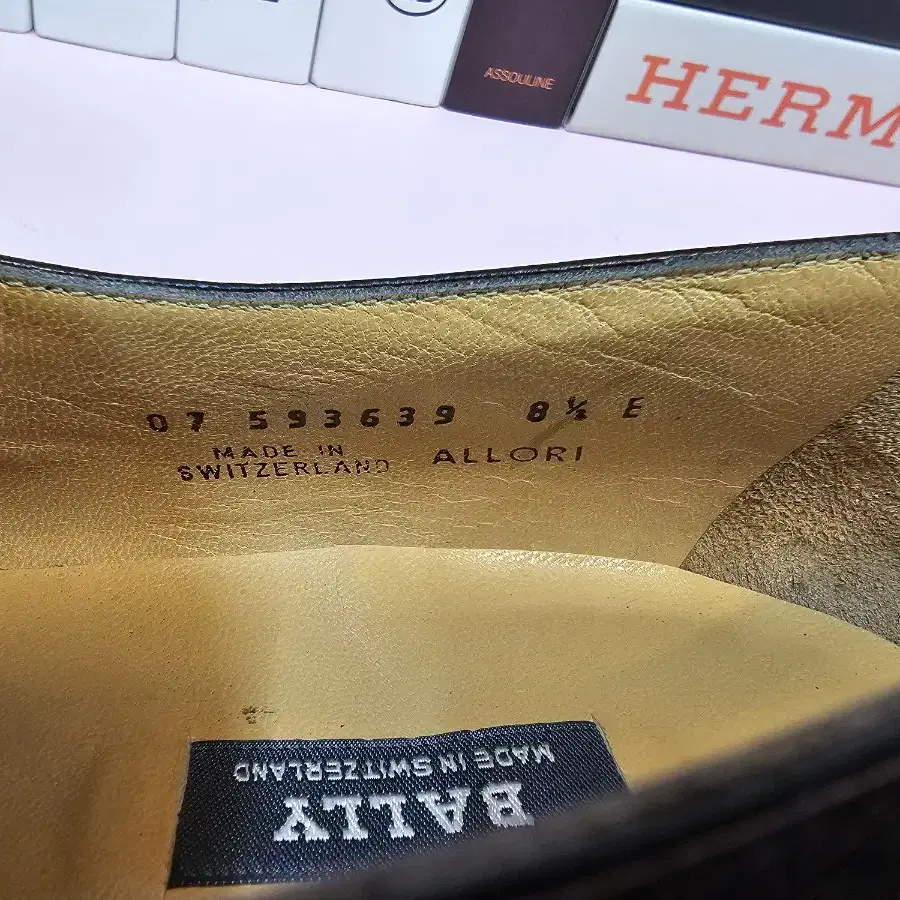 ASSOULINE
HERM
07 593639 8½ E
MADE IN
SWITZERLAND ALLORI
BALLY
MADE IN SWITZERLAND